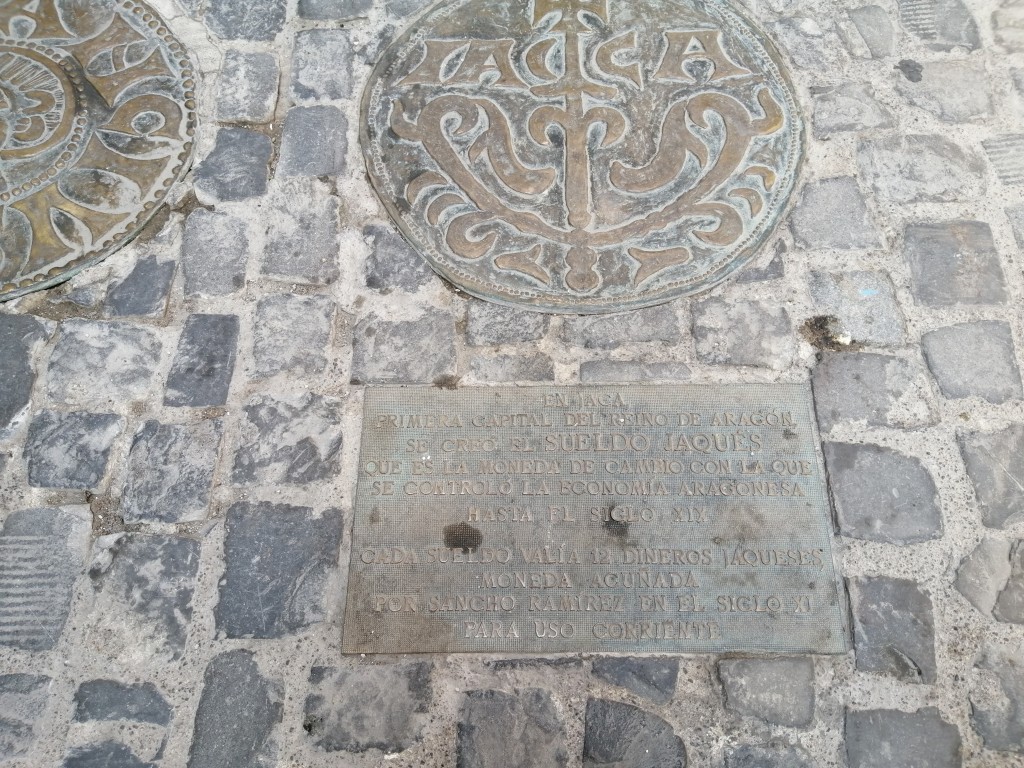 IACCA
EN JACA,
PRIMERA CAPITAL DEL REINO DE ARAGÓN
SE CREÓ EL SUELDO JAQUÉS
QUE ES LA MONEDA DE CAMBIO CON LA QUE
SE CONTROLÓ LA ECONOMÍA ARAGONESA
HASTA EL SIGLO XIX
CADA SUELDO VALÍA 12 DINEROS JAQUESES
MONEDA ACUÑADA
POR SANCHO RAMÍREZ EN EL SIGLO XI
PARA USO CORRIENTE